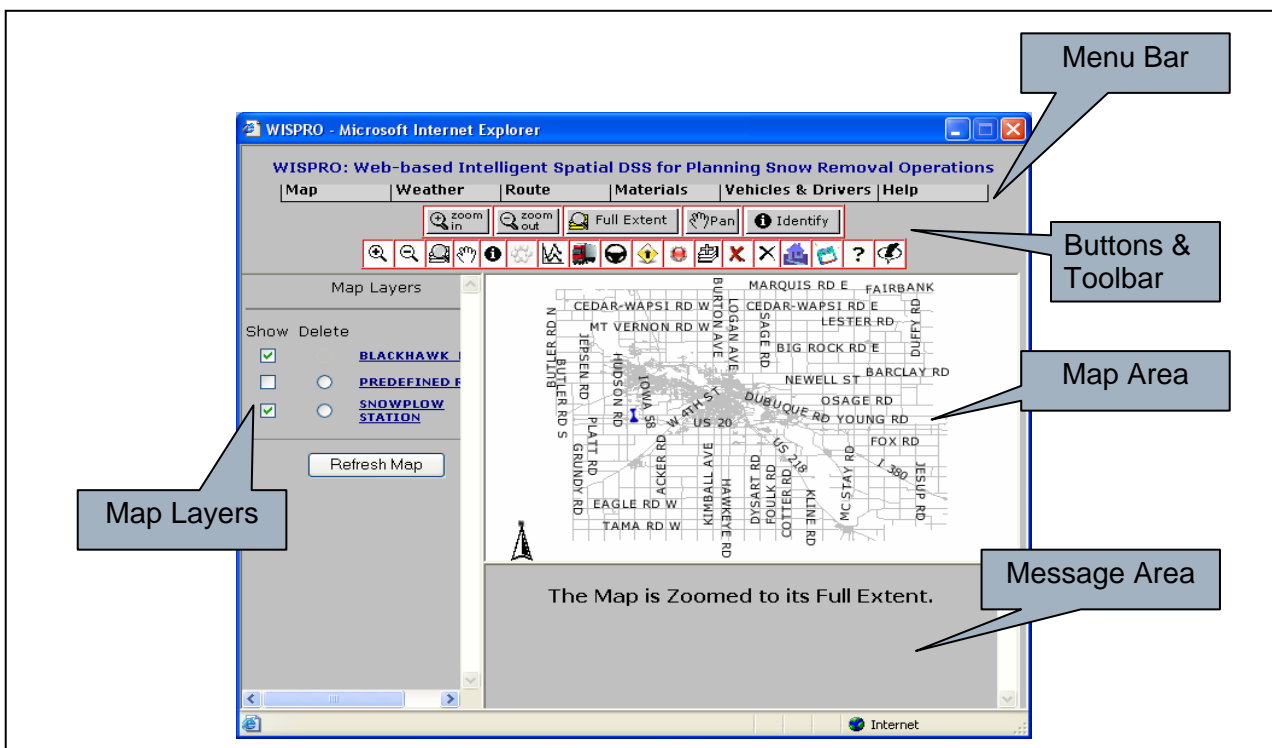 Menu Bar
WISPRO - Microsoft Internet Explorer
WISPRO: Web-based Intelligent Spatial DSS for Planning Snow Removal Operations
Map Weather Route Materials Vehicles & Drivers Help
zoom in zoom out Full Extent Pan Identify
Buttons &
Toolbar
?
Map Layers
Show Delete
BLACKHAWK
PREDEFINED R
SNOWPLOW
STATION
Refresh Map
Map Layers
MARQUIS RD E
FAIRBANK
CEDAR-WAPSI RD W
CEDAR-WAPSI RD E
MT VERNON RD W
LESTER RD
BIG ROCK RD E
BARCLAY RD
NEWELL ST
OSAGE RD
DUBUQUE RD
YOUNG RD
W 4TH ST
US 20
FOX RD
US 218
I 380
EAGLE RD W
TAMA RD W
N BUTLER RD
BUTLER RD S
JEPSEN RD
HUDSON RD
IOWA 58
BURTON AVE
LOGAN AVE
SAGE RD
DUFFY RD
PLATT RD
GRUNDY RD
ACKER RD
KIMBALL AVE
HAWKEYE RD
DYSART RD
FOULK RD
COTTER RD
KLINE RD
MCSTAY RD
JESUP RD
Map Area
The Map is Zoomed to its Full Extent.
Message Area
Internet